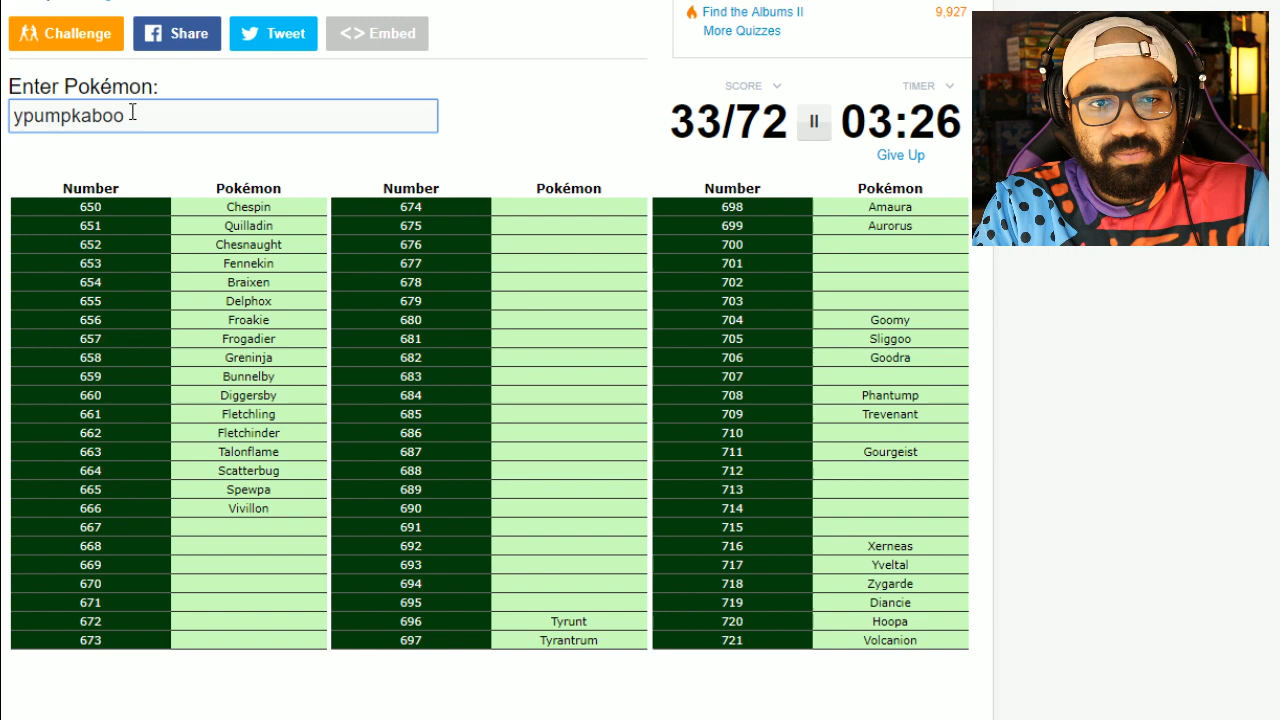 Find the Albums II 9,927
More Quizzes
Challenge Share Tweet <> Embed
Enter Pokémon:
ypumpkaboo
SCORE TIMER
33/72 03:26
Give Up
Number Pokémon Number Pokémon Number Pokémon
650 Chespin 674 698 Amaura
651 Quilladin 675 699 Aurorus
652 Chesnaught 676 700
653 Fennekin 677 701
654 Braixen 678 702
655 Delphox 679 703
656 Froakie 680 704 Goomy
657 Frogadier 681 705 Sliggoo
658 Greninja 682 706 Goodra
659 Bunnelby 683 707
660 Diggersby 684 708 Phantump
661 Fletchling 685 709 Trevenant
662 Fletchinder 686 710
663 Talonflame 687 711 Gourgeist
664 Scatterbug 688 712
665 Spewpa 689 713
666 Vivillon 690 714
667 691 715
668 692 716 Xerneas
669 693 717 Yveltal
670 694 718 Zygarde
671 695 719 Diancie
672 696 Tyrunt 720 Hoopa
673 697 Tyrantrum 721 Volcanion